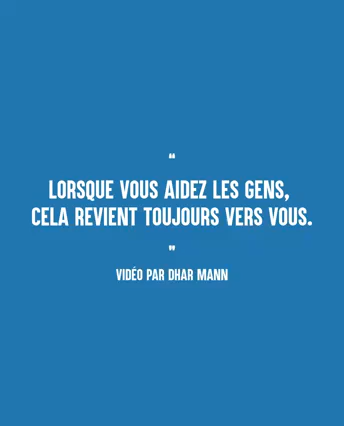 ❝
LORSQUE VOUS AIDEZ LES GENS,
CELA REVIENT TOUJOURS VERS VOUS.
❞
VIDÉO PAR DHAR MANN